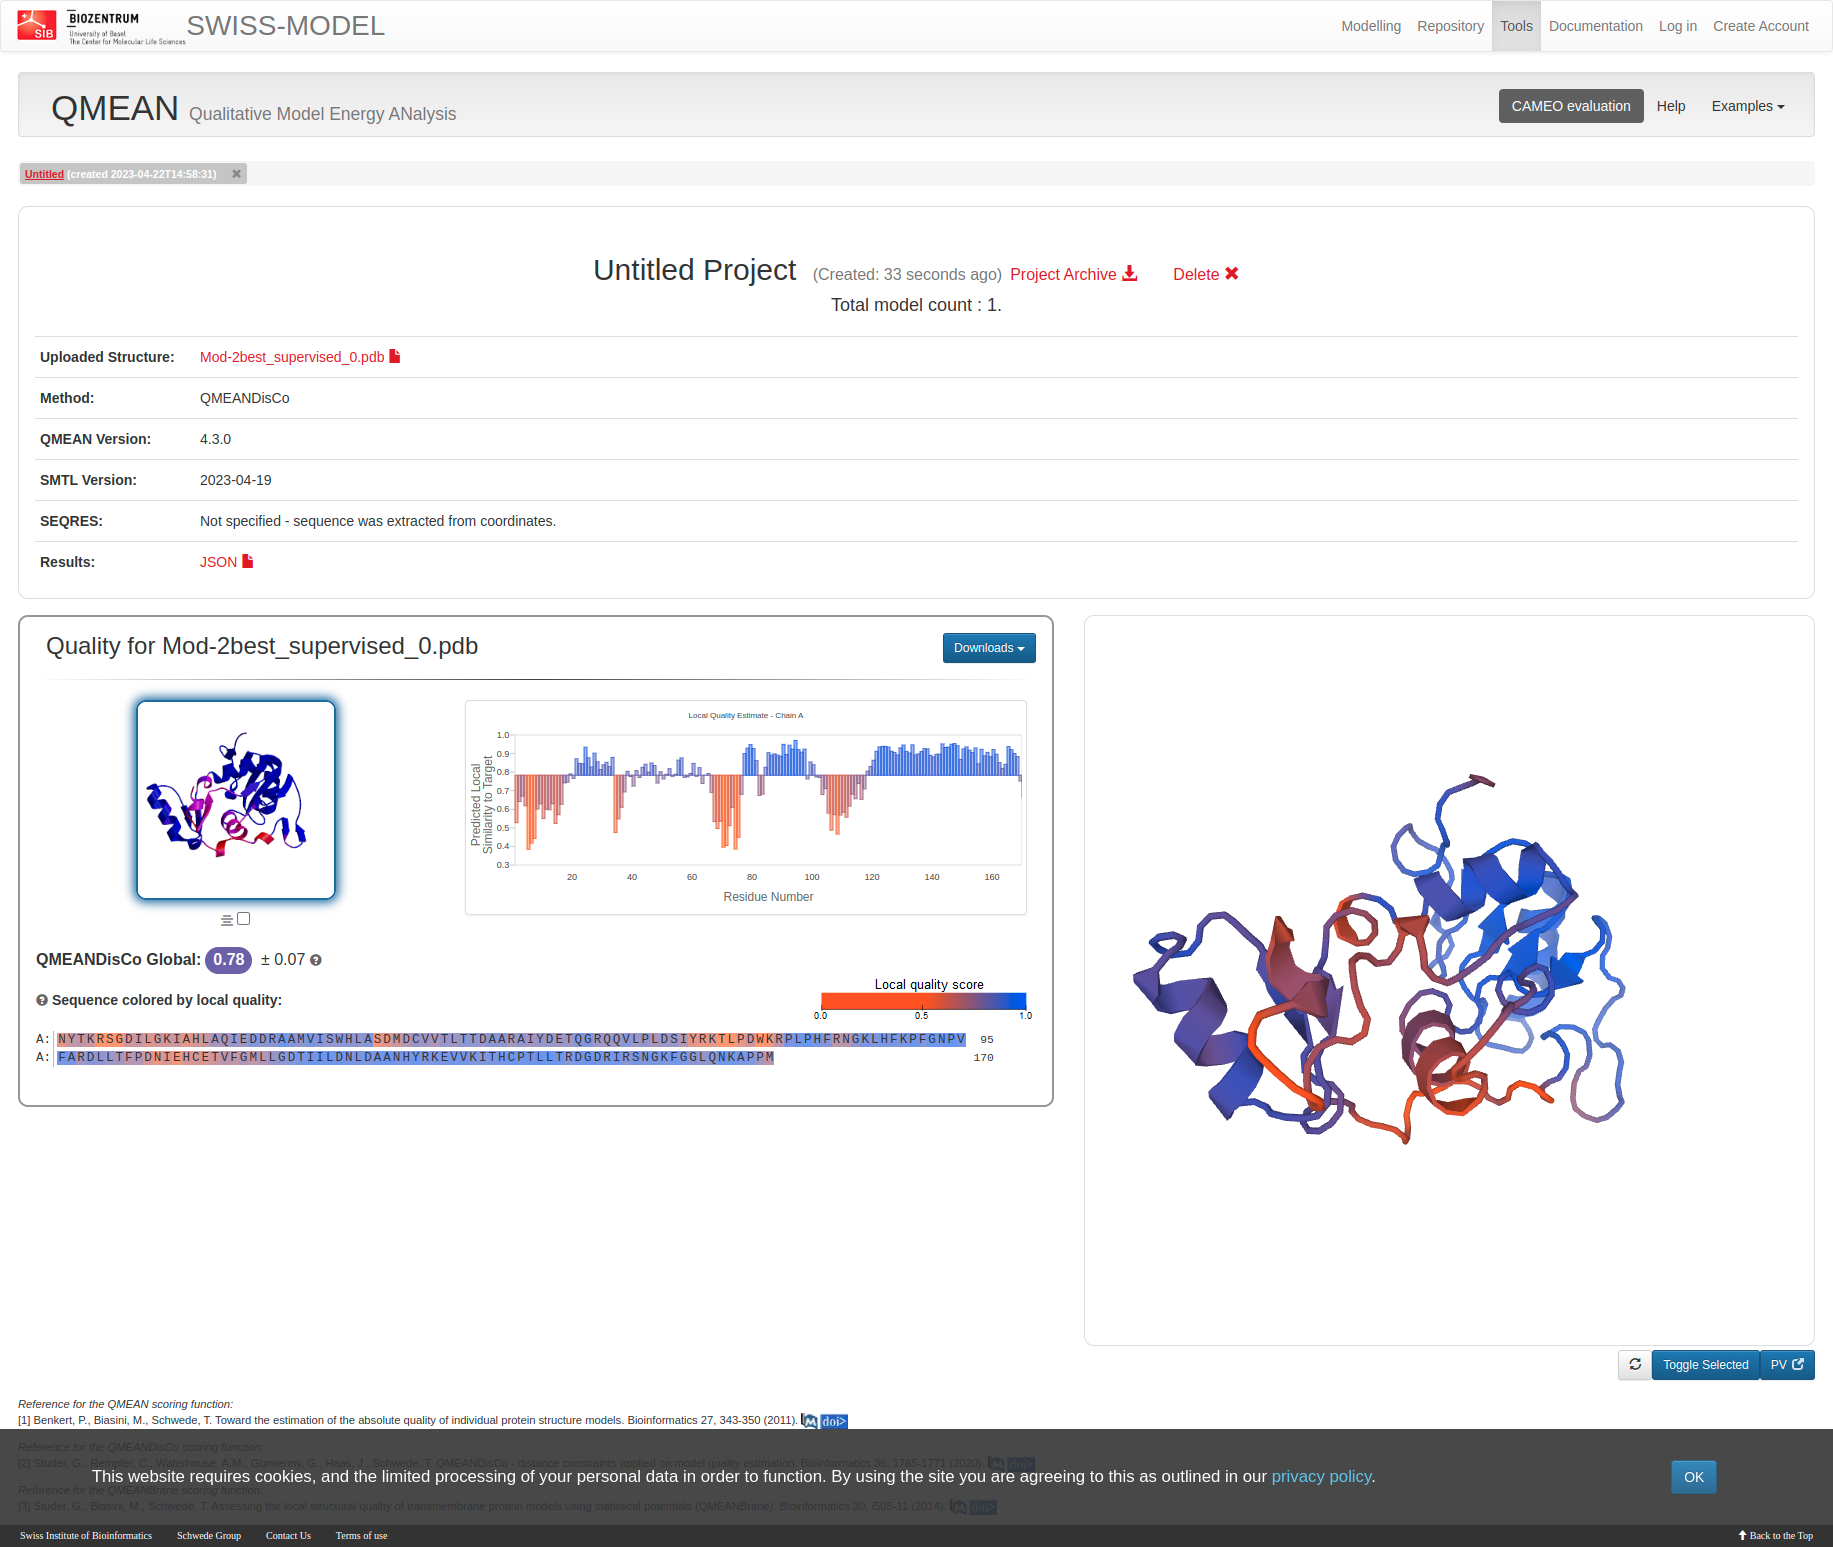 SIB
BIOZENTRUM
University of Basel
The Center for Molecular Life Sciences
SWISS-MODEL
Modelling
Repository
Tools
Documentation
Log in
Create Account
QMEAN Qualitative Model Energy ANalysis
CAMEO evaluation
Help
Examples
Untitled (created 2023-04-22T14:58:31)
Untitled Project (Created: 33 seconds ago) Project Archive Delete
Total model count : 1.
Uploaded Structure: Mod-2best_supervised_0.pdb
Method: QMEANDisCo
QMEAN Version: 4.3.0
SMTL Version: 2023-04-19
SEQRES: Not specified - sequence was extracted from coordinates.
Results: JSON
Quality for Mod-2best_supervised_0.pdb
Downloads
Local Quality Estimate - Chain A
Predicted Local
Similarity to Target
1.0
0.9
0.8
0.7
0.6
0.5
0.4
0.3
20 40 60 80 100 120 140 160
Residue Number
QMEANDisCo Global: 0.78 ± 0.07
Sequence colored by local quality:
Local quality score
0.0 0.5 1.0
A: NYTKRSGDILGKIAHLAQIEDDRAAMVISWHLASDMDCVVTLTTDAARAIYDETQGRQQVLPLDSIYRKTLPDWKRPLPHFRNGKLHFKPFGNPV 95
A: FARDLLTFPDNIEHCETVFGMLLGDTIILDNLDAANHYRKEVVKITHCPTLLTRDGDRIRSNGKFGGLQNKAPPM 170
Toggle Selected
PV
Reference for the QMEAN scoring function:
[1] Benkert, P., Biasini, M., Schwede, T. Toward the estimation of the absolute quality of individual protein structure models. Bioinformatics 27, 343-350 (2011). M doi>
Reference for the QMEANDisCo scoring function:
[2] Studer, G., Rempfer, C., Waterhouse, A.M., Gumienny, G., Haas, J., Schwede, T. QMEANDisCo - distance constraints applied on model quality estimation. Bioinformatics 36, 1765-1771 (2020). M doi>
This website requires cookies, and the limited processing of your personal data in order to function. By using the site you are agreeing to this as outlined in our privacy policy.
OK
Reference for the QMEANBrane scoring function:
[3] Studer, G., Biasini, M., Schwede, T. Assessing the local structural quality of transmembrane protein models using statistical potentials (QMEANBrane). Bioinformatics 30, i505-11 (2014). M doi>
Swiss Institute of Bioinformatics
Schwede Group
Contact Us
Terms of use
Back to the Top